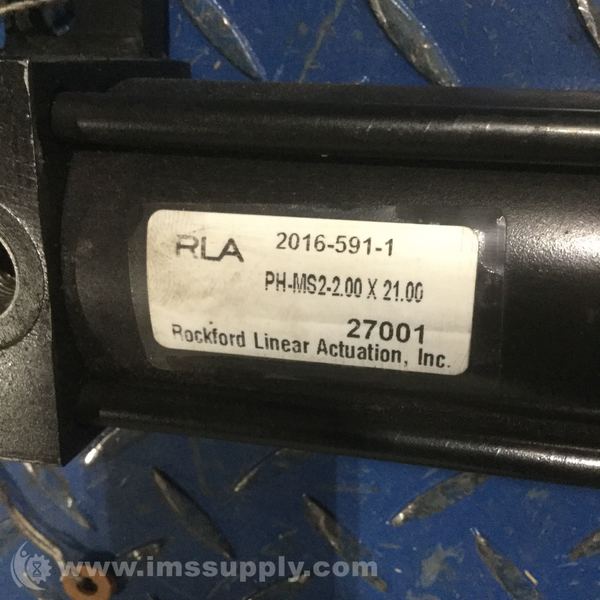 RLA 2016-591-1
PH-MS2-2.00 X 21.00
27001
Rockford Linear Actuation, Inc.
www.imssupply.com